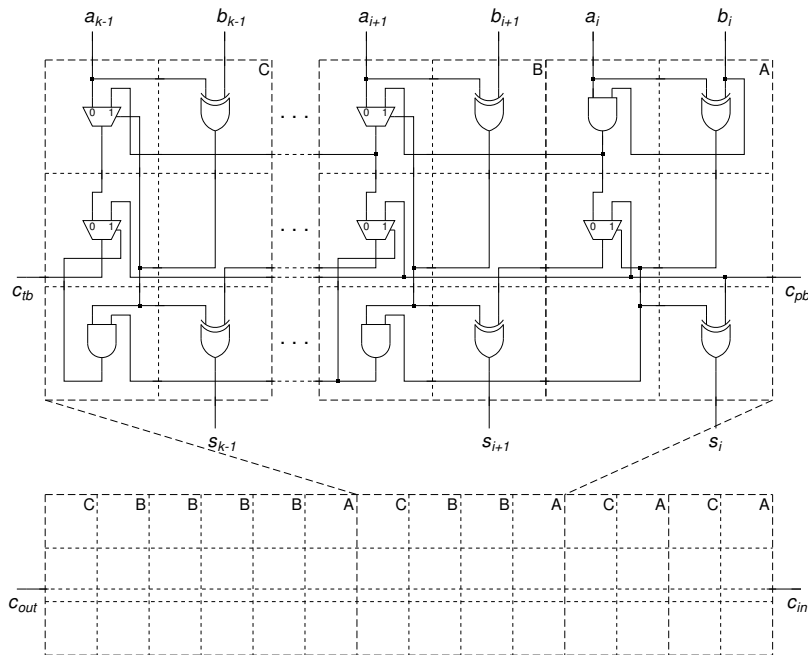 a_{k-1} b_{k-1} a_{i+1} b_{i+1} a_i b_i
C B A
0 1 . . . 0 1
0 1 . . . 0 1 0 1
c_{tb} c_{pb}
. . .
s_{k-1} s_{i+1} s_i
C B B B B A C B B A C A C A
c_{out} c_{in}